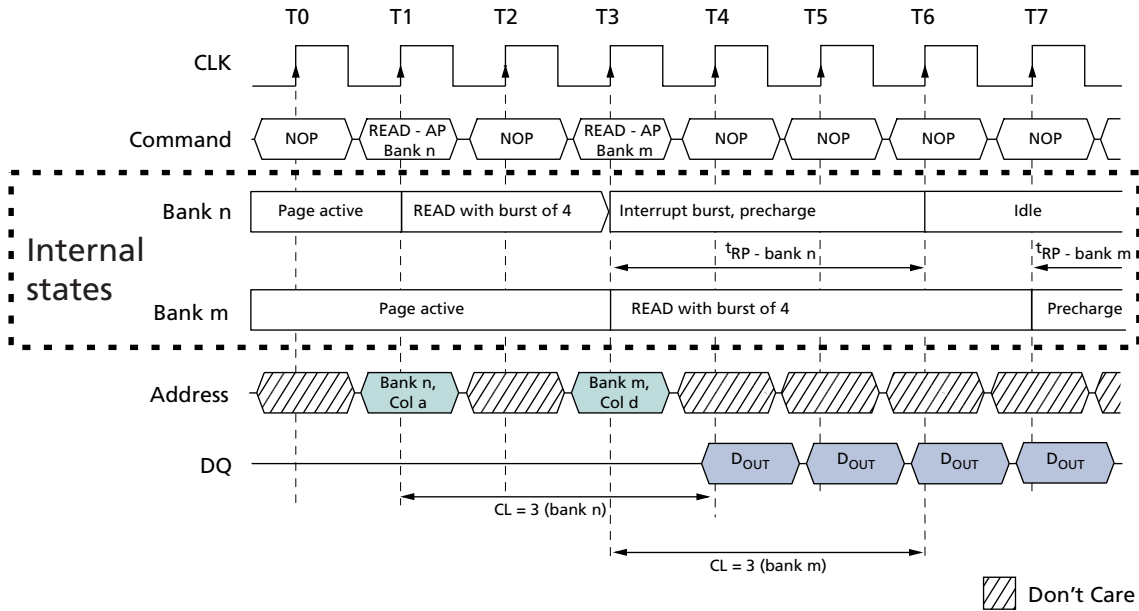 T0 T1 T2 T3 T4 T5 T6 T7
CLK
Command NOP READ - AP Bank n NOP READ - AP Bank m NOP NOP NOP NOP
Bank n Page active READ with burst of 4 Interrupt burst, precharge Idle
Internal states
tRP - bank n tRP - bank m
Bank m Page active READ with burst of 4 Precharge
Address Bank n, Col a Bank m, Col d
DQ DOUT DOUT DOUT DOUT
CL = 3 (bank n)
CL = 3 (bank m)
Don't Care